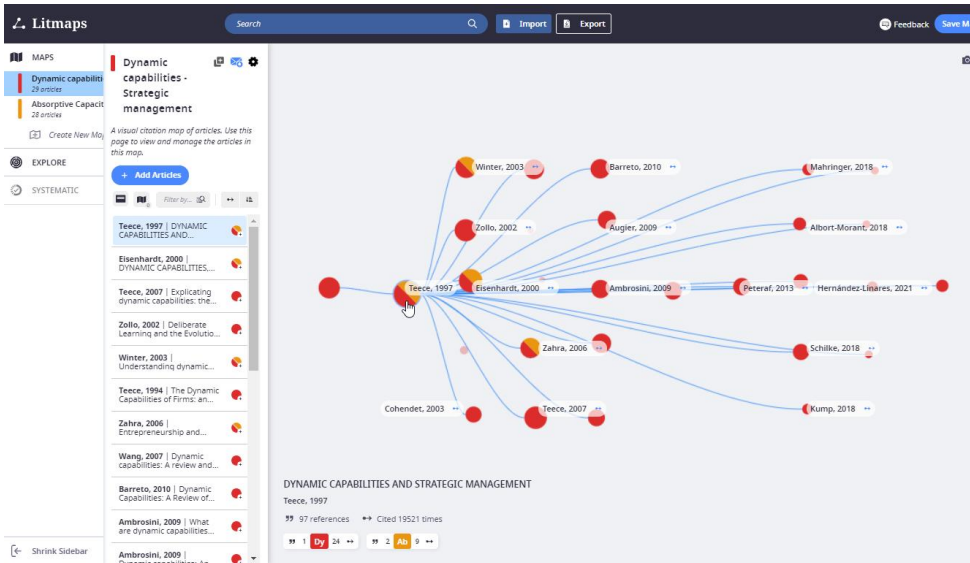 Litmaps
Search
Import
Export
Feedback
Save M
MAPS
Dynamic capabiliti
29 articles
Absorptive Capacit
28 articles
Create New Ma
EXPLORE
SYSTEMATIC
Shrink Sidebar
Dynamic
capabilities -
Strategic
management
A visual citation map of articles. Use this
page to view and manage the articles in
this map.
+ Add Articles
Filter by...
Teece, 1997 | DYNAMIC
CAPABILITIES AND...
Eisenhardt, 2000 |
DYNAMIC CAPABILITIES,...
Teece, 2007 | Explicating
dynamic capabilities: the...
Zollo, 2002 | Deliberate
Learning and the Evolutio...
Winter, 2003 |
Understanding dynamic...
Teece, 1994 | The Dynamic
Capabilities of Firms: an...
Zahra, 2006 |
Entrepreneurship and...
Wang, 2007 | Dynamic
capabilities: A review and...
Barreto, 2010 | Dynamic
Capabilities: A Review of...
Ambrosini, 2009 | What
are dynamic capabilities...
Ambrosini, 2009 |
Dynamic capabilities: An
Winter, 2003
Barreto, 2010
Mahringer, 2018
Zollo, 2002
Augier, 2009
Albort-Morant, 2018
Teece, 1997
Eisenhardt, 2000
Ambrosini, 2009
Peteraf, 2013
Hernández-Linares, 2021
Zahra, 2006
Schilke, 2018
Cohendet, 2003
Teece, 2007
Kump, 2018
DYNAMIC CAPABILITIES AND STRATEGIC MANAGEMENT
Teece, 1997
97 references Cited 19521 times
1 Dy 24 2 Ab 9